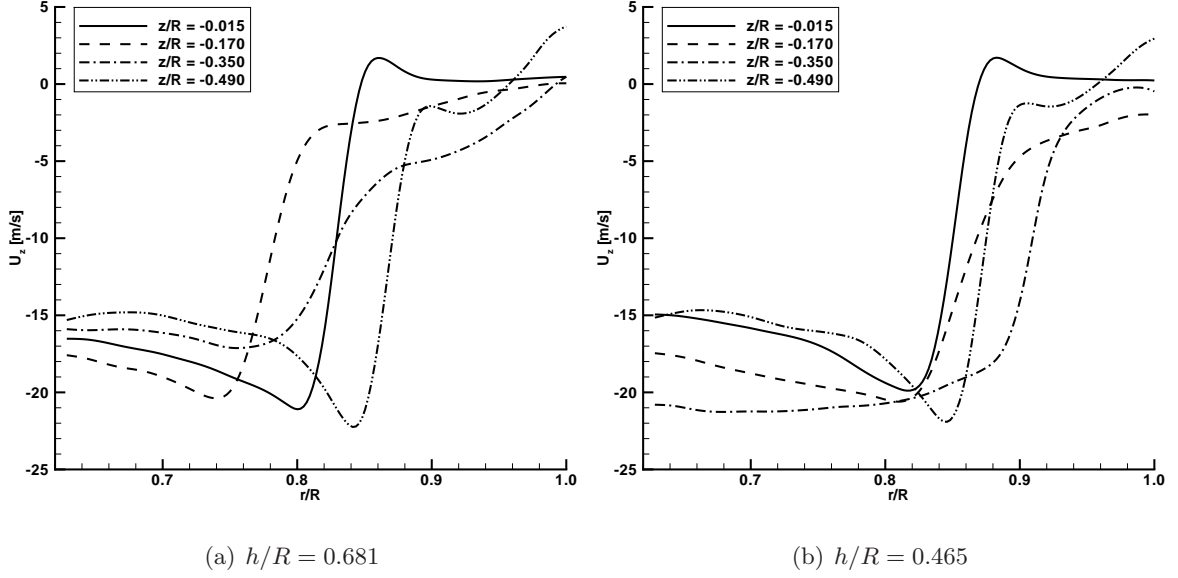 5
0
-5
-10
-15
-20
-25
U_z [m/s]
z/R = -0.015
z/R = -0.170
z/R = -0.350
z/R = -0.490
0.7 0.8 0.9 1.0
r/R
(a) h/R = 0.681
5
0
-5
-10
-15
-20
-25
U_z [m/s]
z/R = -0.015
z/R = -0.170
z/R = -0.350
z/R = -0.490
0.7 0.8 0.9 1.0
r/R
(b) h/R = 0.465